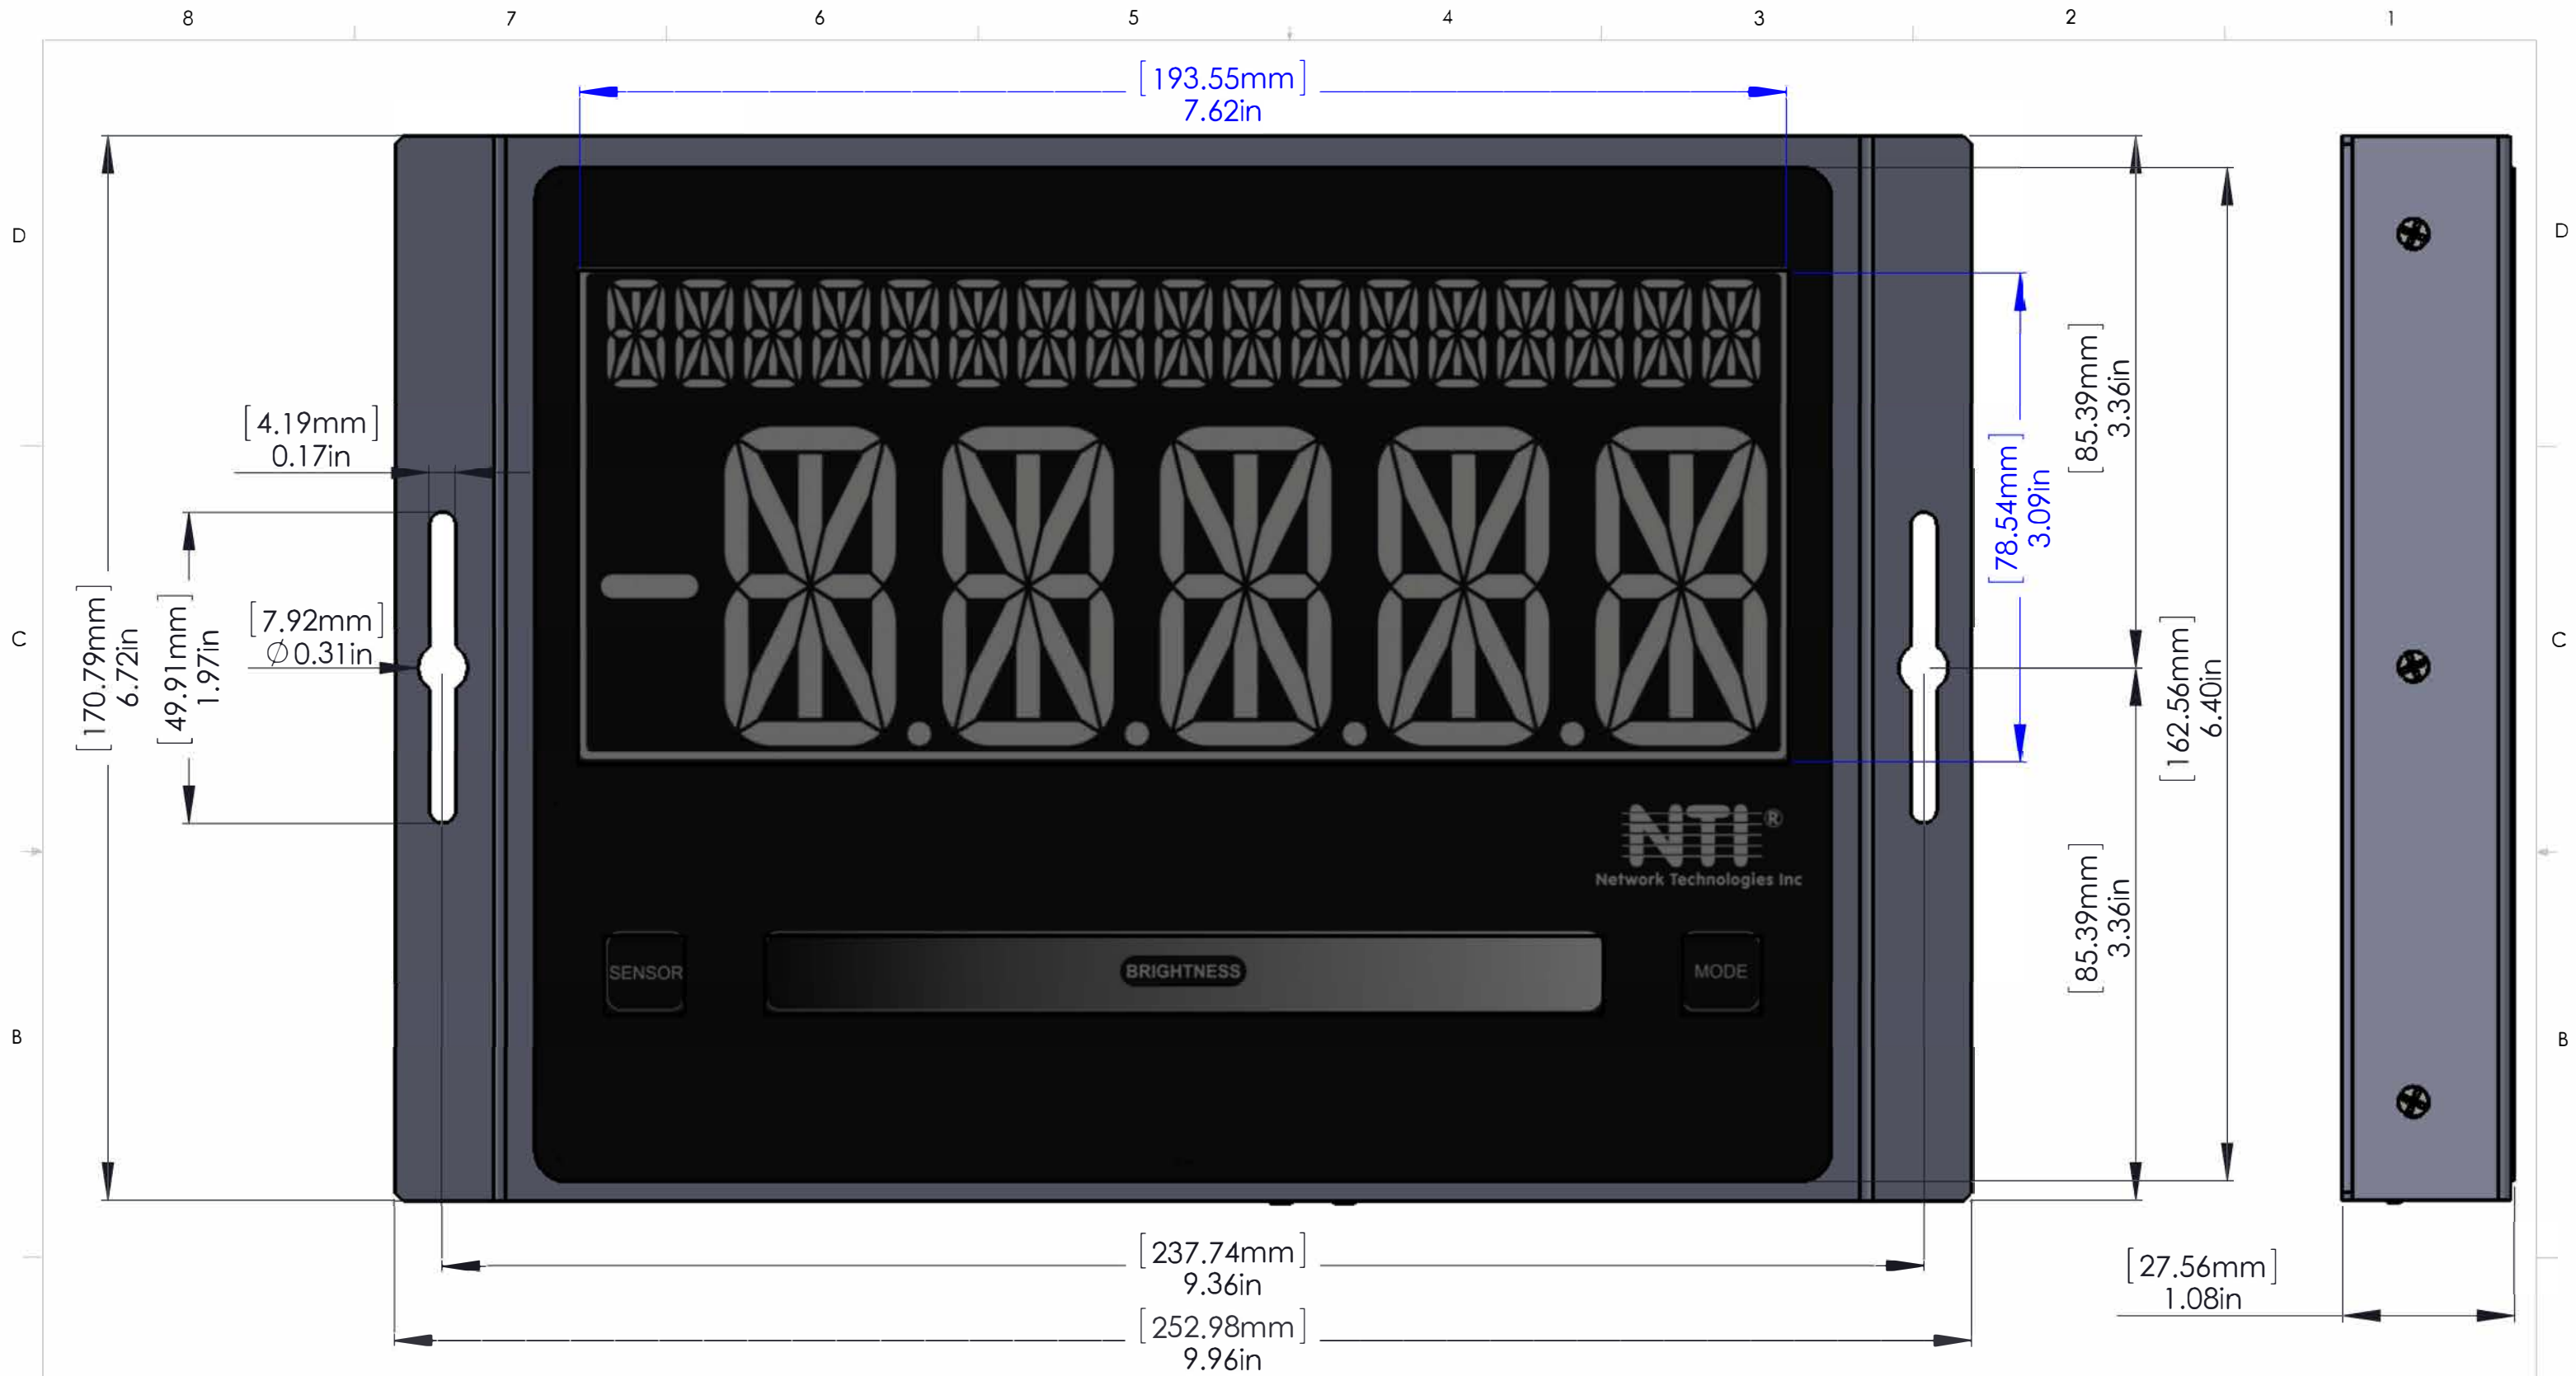 8 7 6 5 4 3 2 1
[193.55mm]
7.62in
D D
[4.19mm]
0.17in
[85.39mm]
3.36in
[78.54mm]
3.09in
[170.79mm]
6.72in
[49.91mm]
1.97in
[7.92mm]
Ø0.31in
C C
[162.56mm]
6.40in
NTI®
Network Technologies Inc
[85.39mm]
3.36in
SENSOR BRIGHTNESS MODE
B B
[237.74mm]
9.36in
[27.56mm]
1.08in
[252.98mm]
9.96in